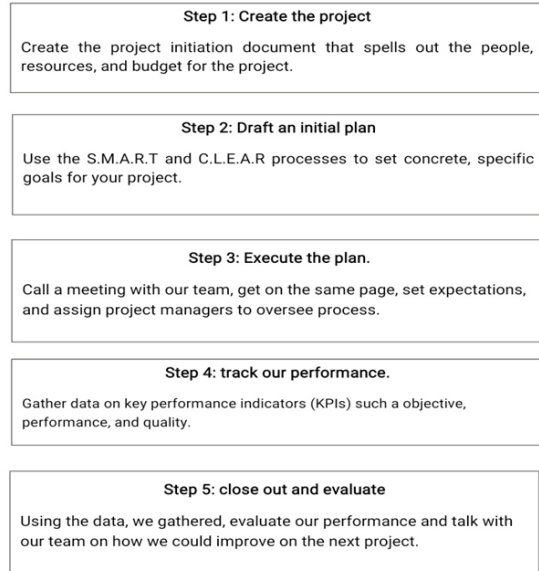 Step 1: Create the project
Create the project initiation document that spells out the people,
resources, and budget for the project.
Step 2: Draft an initial plan
Use the S.M.A.R.T and C.L.E.A.R processes to set concrete, specific
goals for your project.
Step 3: Execute the plan.
Call a meeting with our team, get on the same page, set expectations,
and assign project managers to oversee process.
Step 4: track our performance.
Gather data on key performance indicators (KPIs) such a objective,
performance, and quality.
Step 5: close out and evaluate
Using the data, we gathered, evaluate our performance and talk with
our team on how we could improve on the next project.